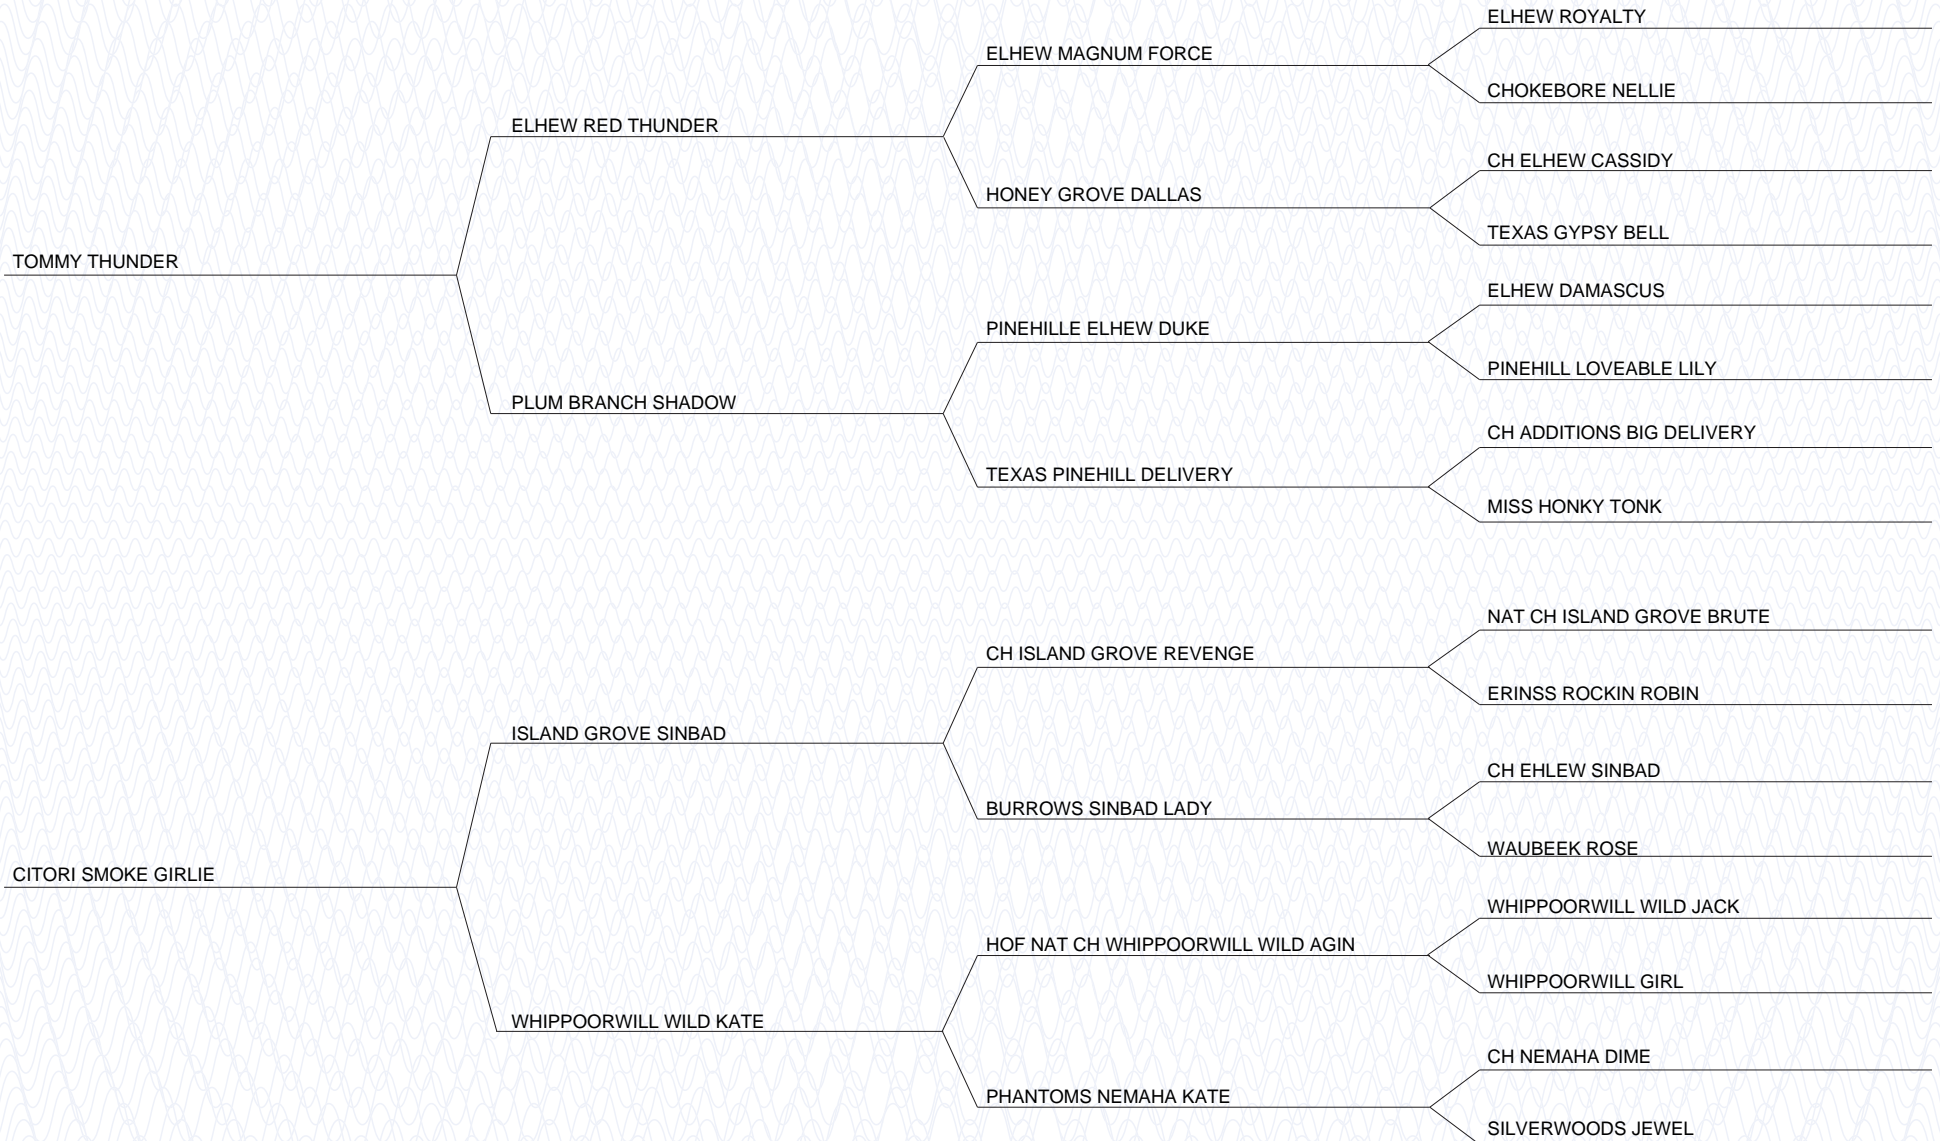 ELHEW ROYALTY
ELHEW MAGNUM FORCE
CHOKEBORE NELLIE
ELHEW RED THUNDER
CH ELHEW CASSIDY
HONEY GROVE DALLAS
TEXAS GYPSY BELL
TOMMY THUNDER
ELHEW DAMASCUS
PINEHILLE ELHEW DUKE
PINEHILL LOVEABLE LILY
PLUM BRANCH SHADOW
CH ADDITIONS BIG DELIVERY
TEXAS PINEHILL DELIVERY
MISS HONKY TONK
NAT CH ISLAND GROVE BRUTE
CH ISLAND GROVE REVENGE
ERINSS ROCKIN ROBIN
ISLAND GROVE SINBAD
CH EHLEW SINBAD
BURROWS SINBAD LADY
WAUBEEK ROSE
CITORI SMOKE GIRLIE
WHIPPOORWILL WILD JACK
HOF NAT CH WHIPPOORWILL WILD AGIN
WHIPPOORWILL GIRL
WHIPPOORWILL WILD KATE
CH NEMAHA DIME
PHANTOMS NEMAHA KATE
SILVERWOODS JEWEL